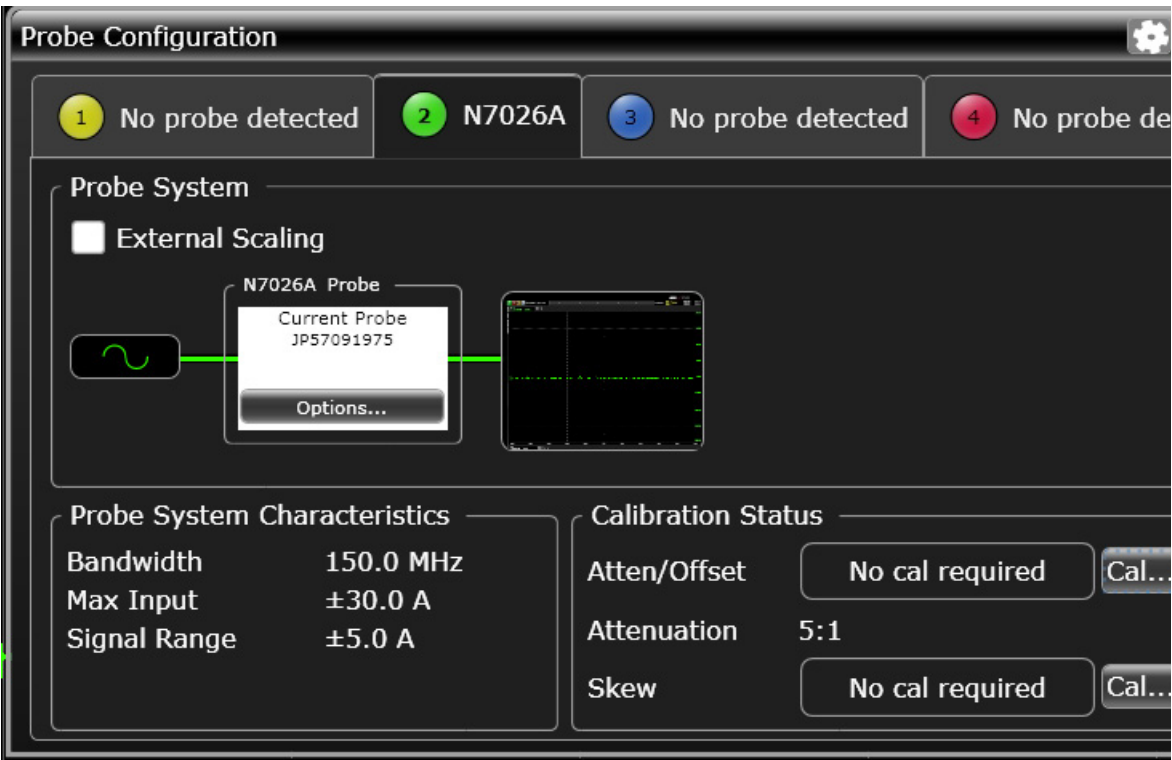 Probe Configuration
1 No probe detected
2 N7026A
3 No probe detected
4 No probe de
Probe System
External Scaling
N7026A Probe
Current Probe
JP57091975
Options...
Probe System Characteristics
Bandwidth 150.0 MHz
Max Input ±30.0 A
Signal Range ±5.0 A
Calibration Status
Atten/Offset No cal required Cal...
Attenuation 5:1
Skew No cal required Cal...